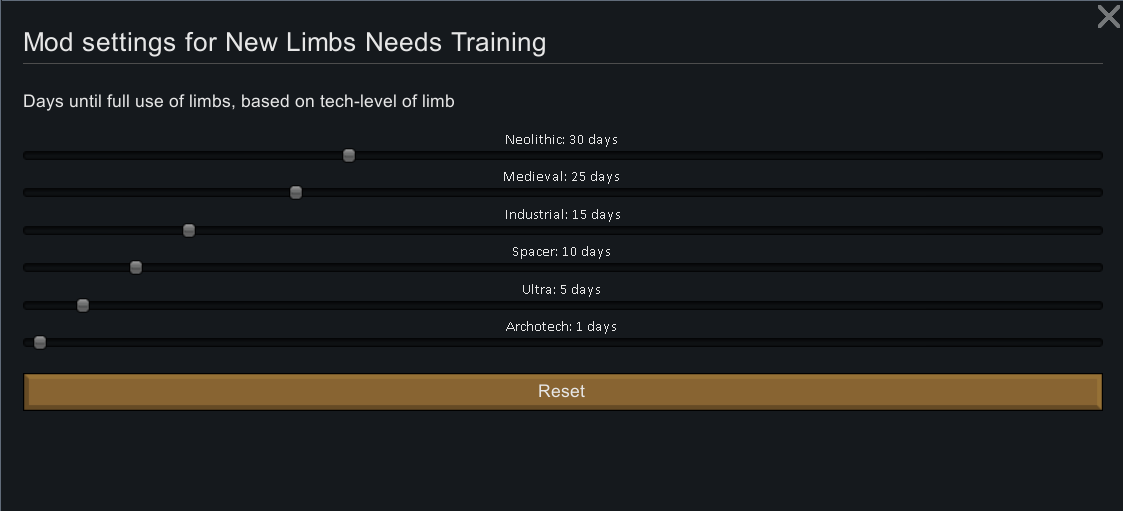 Mod settings for New Limbs Needs Training
Days until full use of limbs, based on tech-level of limb
Neolithic: 30 days
Medieval: 25 days
Industrial: 15 days
Spacer: 10 days
Ultra: 5 days
Archotech: 1 days
Reset